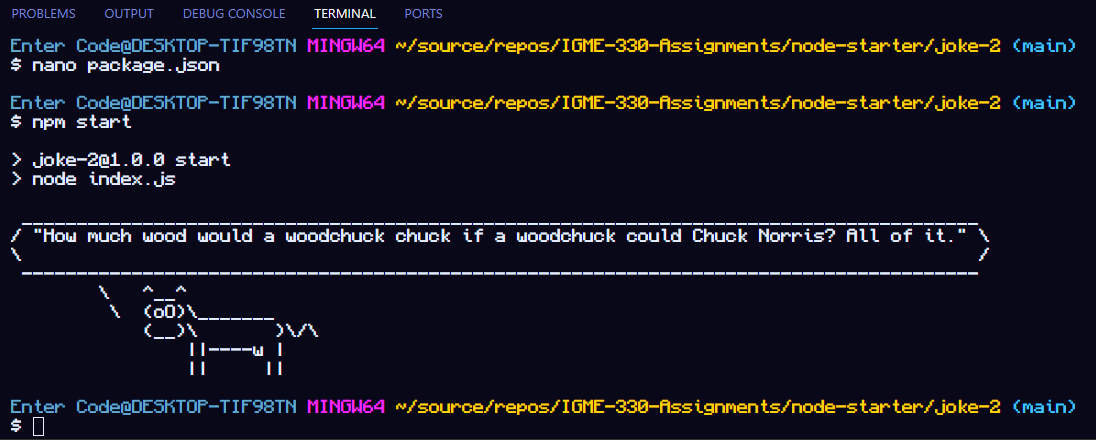 PROBLEMS OUTPUT DEBUG CONSOLE TERMINAL PORTS
Enter Code@DESKTOP-TIF98TN MINGW64 ~/source/repos/IGME-330-Assignments/node-starter/joke-2 (main)
$ nano package.json
Enter Code@DESKTOP-TIF98TN MINGW64 ~/source/repos/IGME-330-Assignments/node-starter/joke-2 (main)
$ npm start
> joke-2@1.0.0 start
> node index.js
 ______________________________________________________________________________________
/ "How much wood would a woodchuck chuck if a woodchuck could Chuck Norris? All of it." \
\                                                                                       /
 --------------------------------------------------------------------------------------
        \   ^__^
         \  (oO)\_______
            (__)\       )\/\
                ||----w |
                ||     ||
Enter Code@DESKTOP-TIF98TN MINGW64 ~/source/repos/IGME-330-Assignments/node-starter/joke-2 (main)
$